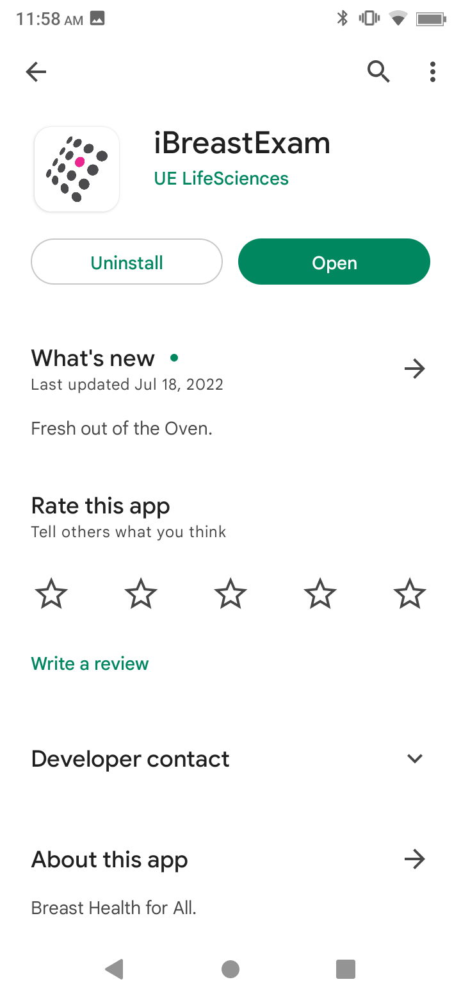 11:58 AM
iBreastExam
UE LifeSciences
Uninstall
Open
What's new
Last updated Jul 18, 2022
Fresh out of the Oven.
Rate this app
Tell others what you think
Write a review
Developer contact
About this app
Breast Health for All.